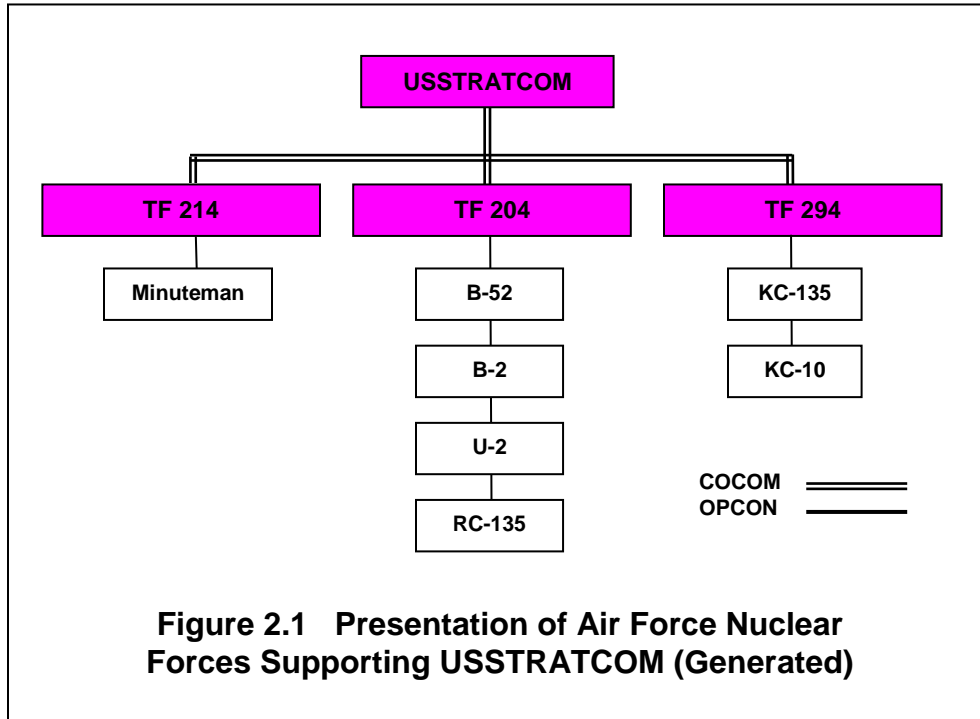 USSTRATCOM
TF 214
TF 204
TF 294
Minuteman
B-52
KC-135
B-2
KC-10
U-2
RC-135
COCOM
OPCON
Figure 2.1 Presentation of Air Force Nuclear
Forces Supporting USSTRATCOM (Generated)